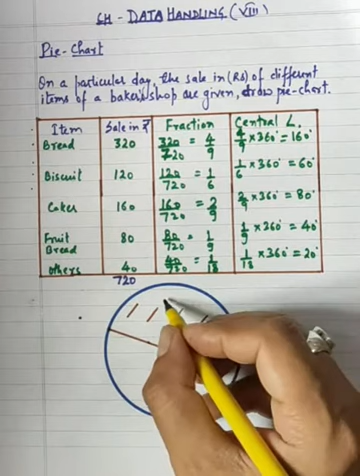 CH - DATA HANDLING (VIII)
Pie - Chart
On a particular day, the sale in (Rs) of different
items of a baker's shop are given, draw pie-chart.
Item Sale in ₹ Fraction Central ∠.
Bread 320 320/720 = 4/9 4/9 × 360° = 160°
Biscuit 120 120/720 = 1/6 1/6 × 360° = 60°
Cakes 160 160/720 = 2/9 2/9 × 360° = 80°
Fruit Bread 80 80/720 = 1/9 1/9 × 360° = 40°
Others 40 40/720 = 1/18 1/18 × 360° = 20°
720